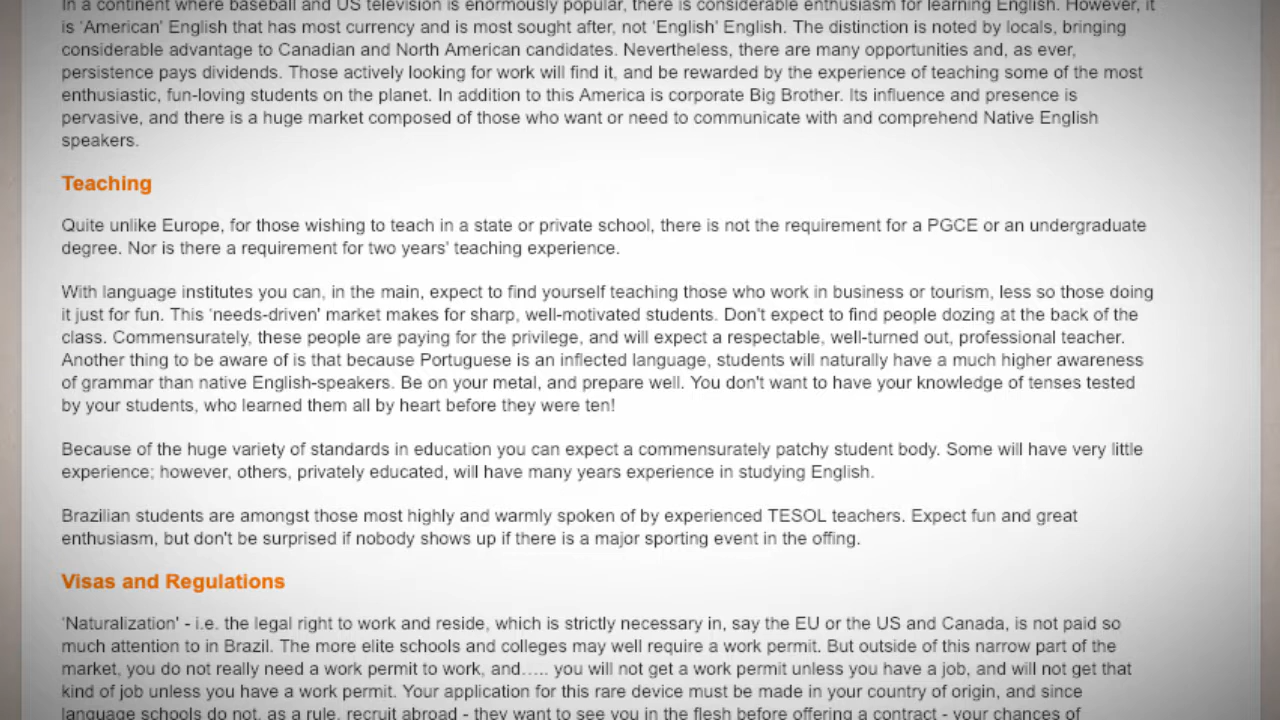 In a continent where baseball and US television is enormously popular, there is considerable enthusiasm for learning English. However, it
is ‘American’ English that has most currency and is most sought after, not ‘English’ English. The distinction is noted by locals, bringing
considerable advantage to Canadian and North American candidates. Nevertheless, there are many opportunities and, as ever,
persistence pays dividends. Those actively looking for work will find it, and be rewarded by the experience of teaching some of the most
enthusiastic, fun-loving students on the planet. In addition to this America is corporate Big Brother. Its influence and presence is
pervasive, and there is a huge market composed of those who want or need to communicate with and comprehend Native English
speakers.
Teaching
Quite unlike Europe, for those wishing to teach in a state or private school, there is not the requirement for a PGCE or an undergraduate
degree. Nor is there a requirement for two years' teaching experience.
With language institutes you can, in the main, expect to find yourself teaching those who work in business or tourism, less so those doing
it just for fun. This ‘needs-driven' market makes for sharp, well-motivated students. Don't expect to find people dozing at the back of the
class. Commensurately, these people are paying for the privilege, and will expect a respectable, well-turned out, professional teacher.
Another thing to be aware of is that because Portuguese is an inflected language, students will naturally have a much higher awareness
of grammar than native English-speakers. Be on your metal, and prepare well. You don't want to have your knowledge of tenses tested
by your students, who learned them all by heart before they were ten!
Because of the huge variety of standards in education you can expect a commensurately patchy student body. Some will have very little
experience; however, others, privately educated, will have many years experience in studying English.
Brazilian students are amongst those most highly and warmly spoken of by experienced TESOL teachers. Expect fun and great
enthusiasm, but don't be surprised if nobody shows up if there is a major sporting event in the offing.
Visas and Regulations
‘Naturalization' - i.e. the legal right to work and reside, which is strictly necessary in, say the EU or the US and Canada, is not paid so
much attention to in Brazil. The more elite schools and colleges may well require a work permit. But outside of this narrow part of the
market, you do not really need a work permit to work, and..... you will not get a work permit unless you have a job, and will not get that
kind of job unless you have a work permit. Your application for this rare device must be made in your country of origin, and since
language schools do not, as a rule, recruit abroad - they want to see you in the flesh before offering a contract - your chances of